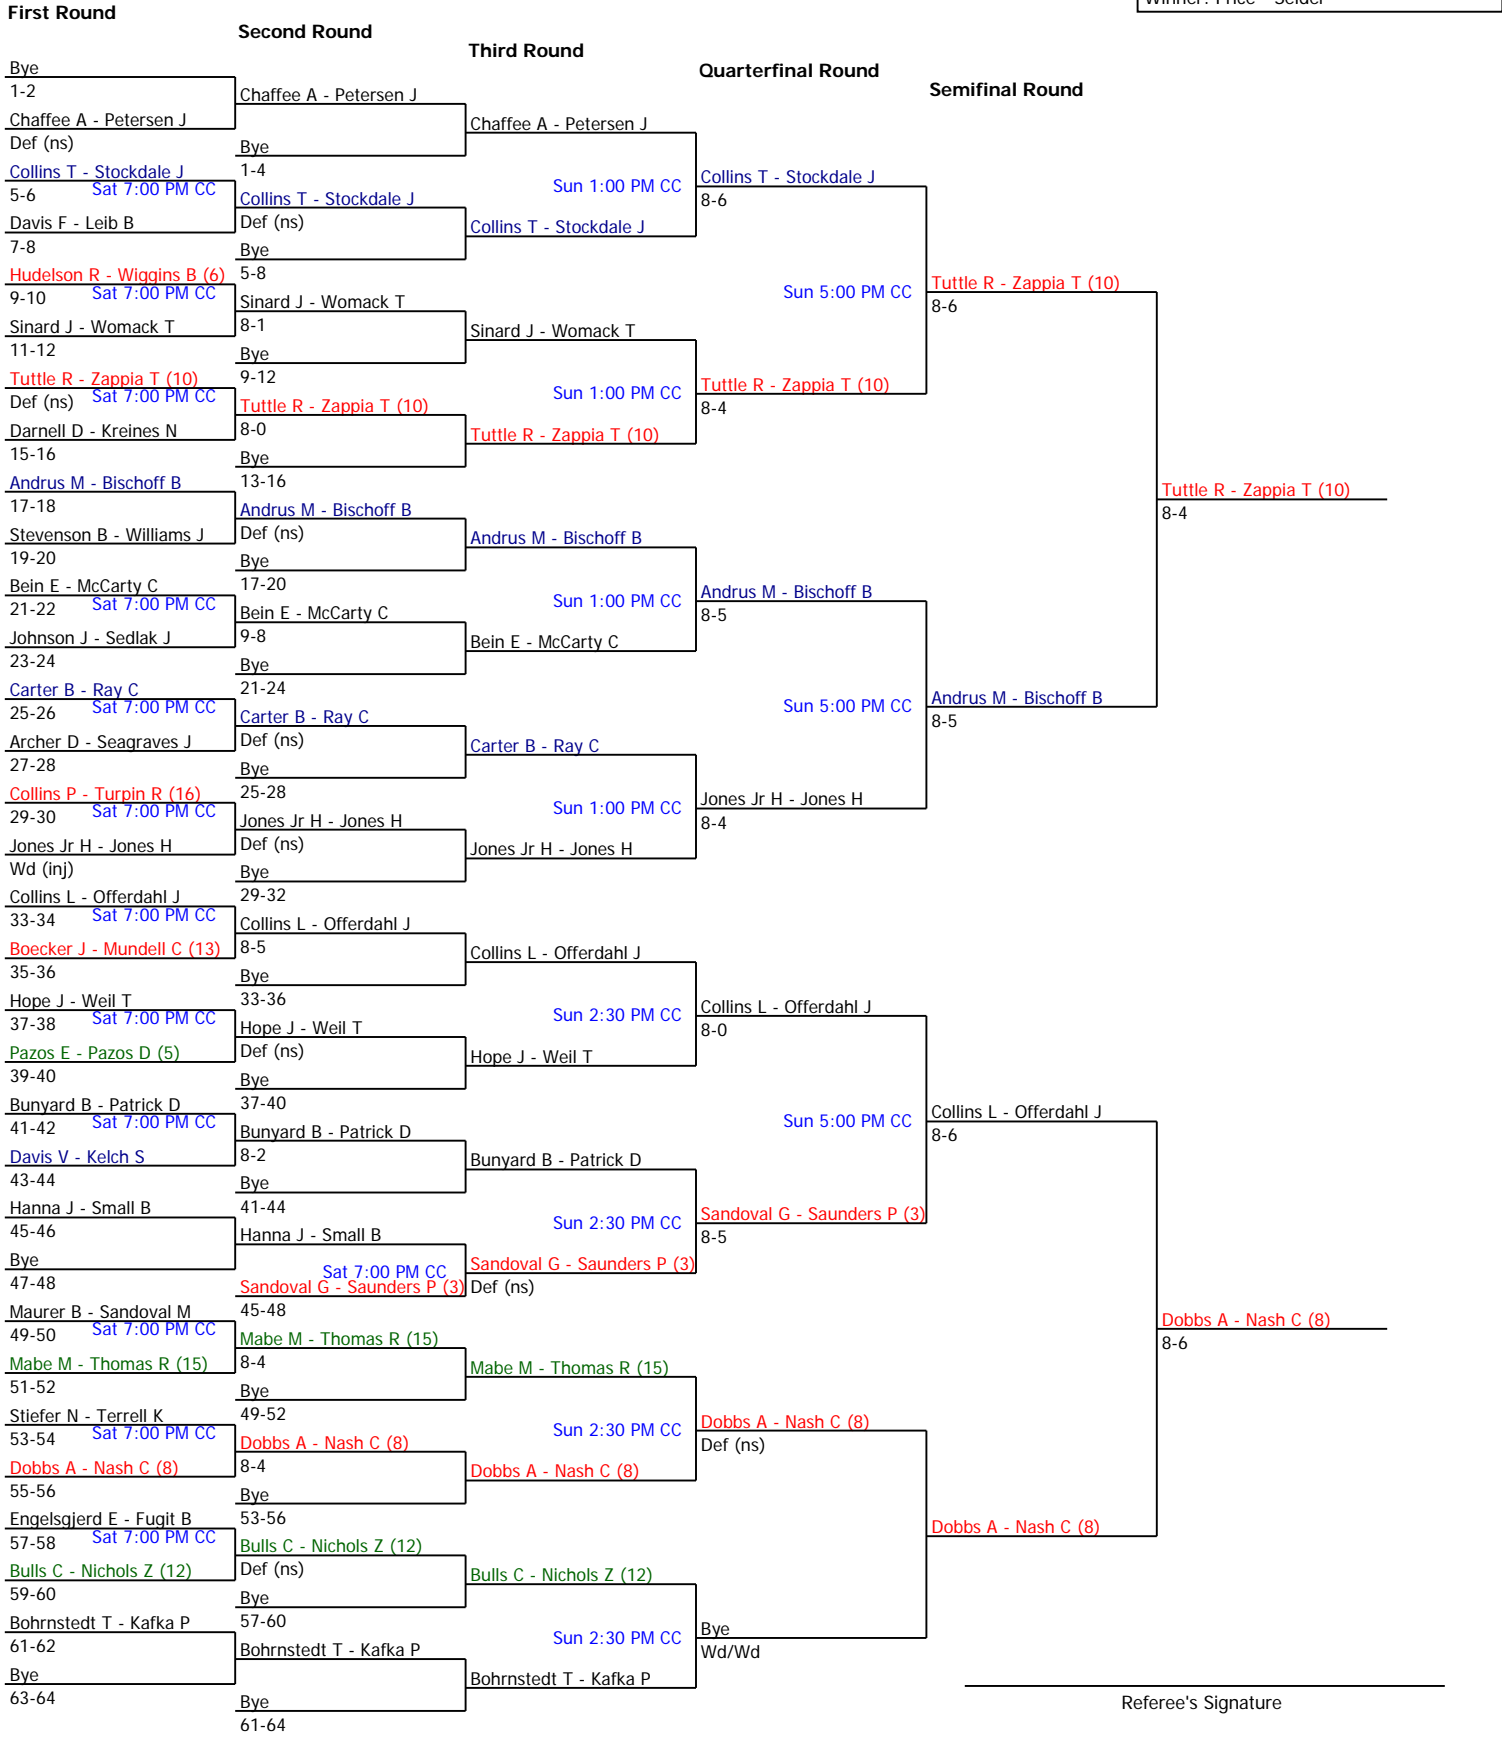 Winner: Price - Seider
First Round
Second Round
Third Round
Quarterfinal Round
Semifinal Round
Bye
1-2
Chaffee A - Petersen J
Def (ns)
Collins T - Stockdale J
5-6 Sat 7:00 PM CC
Davis F - Leib B
7-8
Hudelson R - Wiggins B (6)
9-10 Sat 7:00 PM CC
Sinard J - Womack T
11-12
Tuttle R - Zappia T (10)
Def (ns) Sat 7:00 PM CC
Darnell D - Kreines N
15-16
Andrus M - Bischoff B
17-18
Stevenson B - Williams J
19-20
Bein E - McCarty C
21-22 Sat 7:00 PM CC
Johnson J - Sedlak J
23-24
Carter B - Ray C
25-26 Sat 7:00 PM CC
Archer D - Seagraves J
27-28
Collins P - Turpin R (16)
29-30 Sat 7:00 PM CC
Jones Jr H - Jones H
Wd (inj)
Collins L - Offerdahl J
33-34 Sat 7:00 PM CC
Boecker J - Mundell C (13)
35-36
Hope J - Weil T
37-38 Sat 7:00 PM CC
Pazos E - Pazos D (5)
39-40
Bunyard B - Patrick D
41-42 Sat 7:00 PM CC
Davis V - Kelch S
43-44
Hanna J - Small B
45-46
Bye
47-48
Maurer B - Sandoval M
49-50 Sat 7:00 PM CC
Mabe M - Thomas R (15)
51-52
Stiefer N - Terrell K
53-54 Sat 7:00 PM CC
Dobbs A - Nash C (8)
55-56
Engelsgjerd E - Fugit B
57-58 Sat 7:00 PM CC
Bulls C - Nichols Z (12)
59-60
Bohrnstedt T - Kafka P
61-62
Bye
63-64
Chaffee A - Petersen J
Bye
1-4
Collins T - Stockdale J
Def (ns)
Bye
5-8
Sinard J - Womack T
8-1
Bye
9-12
Tuttle R - Zappia T (10)
8-0
Bye
13-16
Andrus M - Bischoff B
Def (ns)
Bye
17-20
Bein E - McCarty C
9-8
Bye
21-24
Carter B - Ray C
Def (ns)
Bye
25-28
Jones Jr H - Jones H
Def (ns)
Bye
29-32
Collins L - Offerdahl J
8-5
Bye
33-36
Hope J - Weil T
Def (ns)
Bye
37-40
Bunyard B - Patrick D
8-2
Bye
41-44
Hanna J - Small B
Sat 7:00 PM CC
Sandoval G - Saunders P (3)
45-48
Mabe M - Thomas R (15)
8-4
Bye
49-52
Dobbs A - Nash C (8)
8-4
Bye
53-56
Bulls C - Nichols Z (12)
Def (ns)
Bye
57-60
Bohrnstedt T - Kafka P
Bye
61-64
Chaffee A - Petersen J
Sun 1:00 PM CC
Collins T - Stockdale J
Sinard J - Womack T
Sun 1:00 PM CC
Tuttle R - Zappia T (10)
Andrus M - Bischoff B
Sun 1:00 PM CC
Bein E - McCarty C
Carter B - Ray C
Sun 1:00 PM CC
Jones Jr H - Jones H
Collins L - Offerdahl J
Sun 2:30 PM CC
Hope J - Weil T
Bunyard B - Patrick D
Sun 2:30 PM CC
Sandoval G - Saunders P (3)
Def (ns)
Mabe M - Thomas R (15)
Sun 2:30 PM CC
Dobbs A - Nash C (8)
Bulls C - Nichols Z (12)
Sun 2:30 PM CC
Bohrnstedt T - Kafka P
Collins T - Stockdale J
8-6
Sun 5:00 PM CC
Tuttle R - Zappia T (10)
8-4
Andrus M - Bischoff B
8-5
Sun 5:00 PM CC
Jones Jr H - Jones H
8-4
Collins L - Offerdahl J
8-0
Sun 5:00 PM CC
Sandoval G - Saunders P (3)
8-5
Dobbs A - Nash C (8)
Def (ns)
Bye
Wd/Wd
Tuttle R - Zappia T (10)
8-6
Andrus M - Bischoff B
8-5
Collins L - Offerdahl J
8-6
Dobbs A - Nash C (8)
Tuttle R - Zappia T (10)
8-4
Dobbs A - Nash C (8)
8-6
Referee's Signature